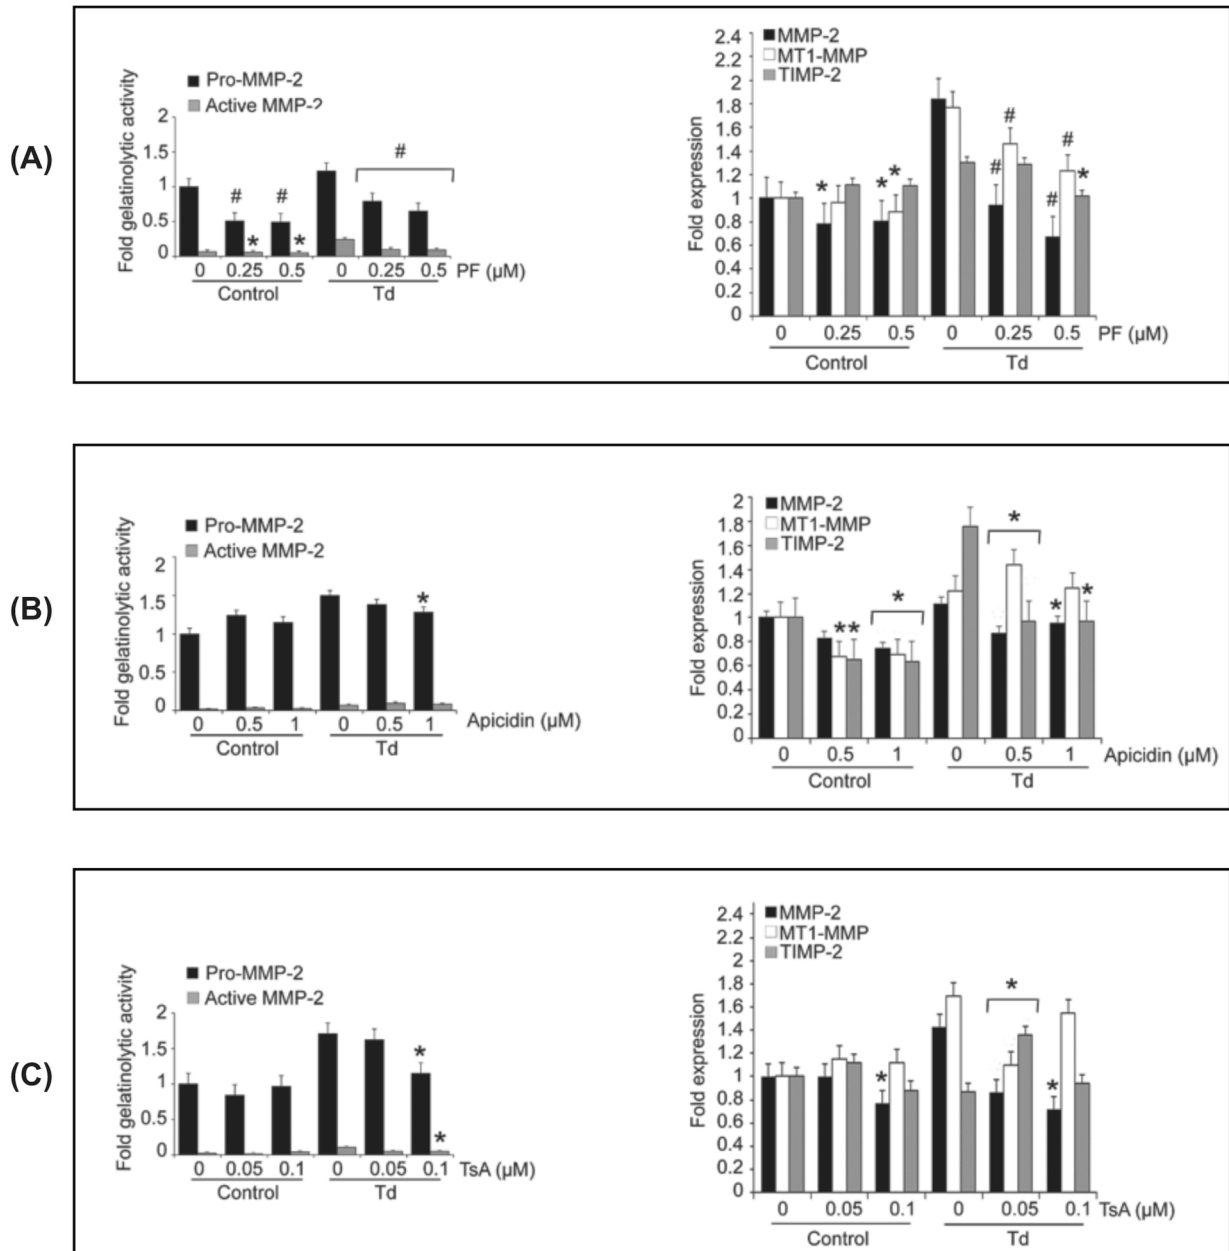 (A)
Pro-MMP-2
Active MMP-2
Fold gelatinolytic activity
2
1.5
1
0.5
0
#
#
#
*
*
0 0.25 0.5 0 0.25 0.5 PF (µM)
Control Td
MMP-2
MT1-MMP
TIMP-2
Fold expression
2.4
2.2
2
1.8
1.6
1.4
1.2
1
0.8
0.6
0.4
0.2
0
*
* *
#
#
#
#
*
0 0.25 0.5 0 0.25 0.5 PF (µM)
Control Td
(B)
Pro-MMP-2
Active MMP-2
Fold gelatinolytic activity
2
1.5
1
0.5
0
*
0 0.5 1 0 0.5 1 Apicidin (µM)
Control Td
MMP-2
MT1-MMP
TIMP-2
Fold expression
2
1.8
1.6
1.4
1.2
1
0.8
0.6
0.4
0.2
0
**
*
*
*
*
0 0.5 1 0 0.5 1 Apicidin (µM)
Control Td
(C)
Pro-MMP-2
Active MMP-2
Fold gelatinolytic activity
2
1.5
1
0.5
0
*
*
0 0.05 0.1 0 0.05 0.1 TsA (µM)
Control Td
MMP-2
MT1-MMP
TIMP-2
Fold expression
2.4
2.2
2
1.8
1.6
1.4
1.2
1
0.8
0.6
0.4
0.2
0
*
*
*
0 0.05 0.1 0 0.05 0.1 TsA (µM)
Control Td